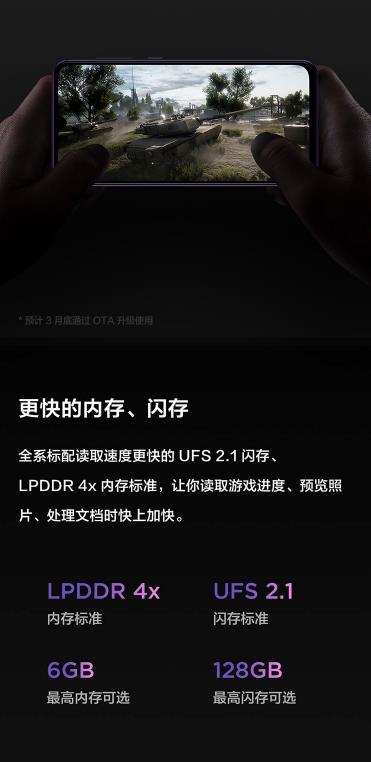 * 预计 3 月底通过 OTA 升级使用
更快的内存、闪存
全系标配读取速度更快的 UFS 2.1 闪存、
LPDDR 4x 内存标准，让你读取游戏进度、预览照
片、处理文档时快上加快。
LPDDR 4x
UFS 2.1
内存标准
闪存标准
6GB
128GB
最高内存可选
最高闪存可选